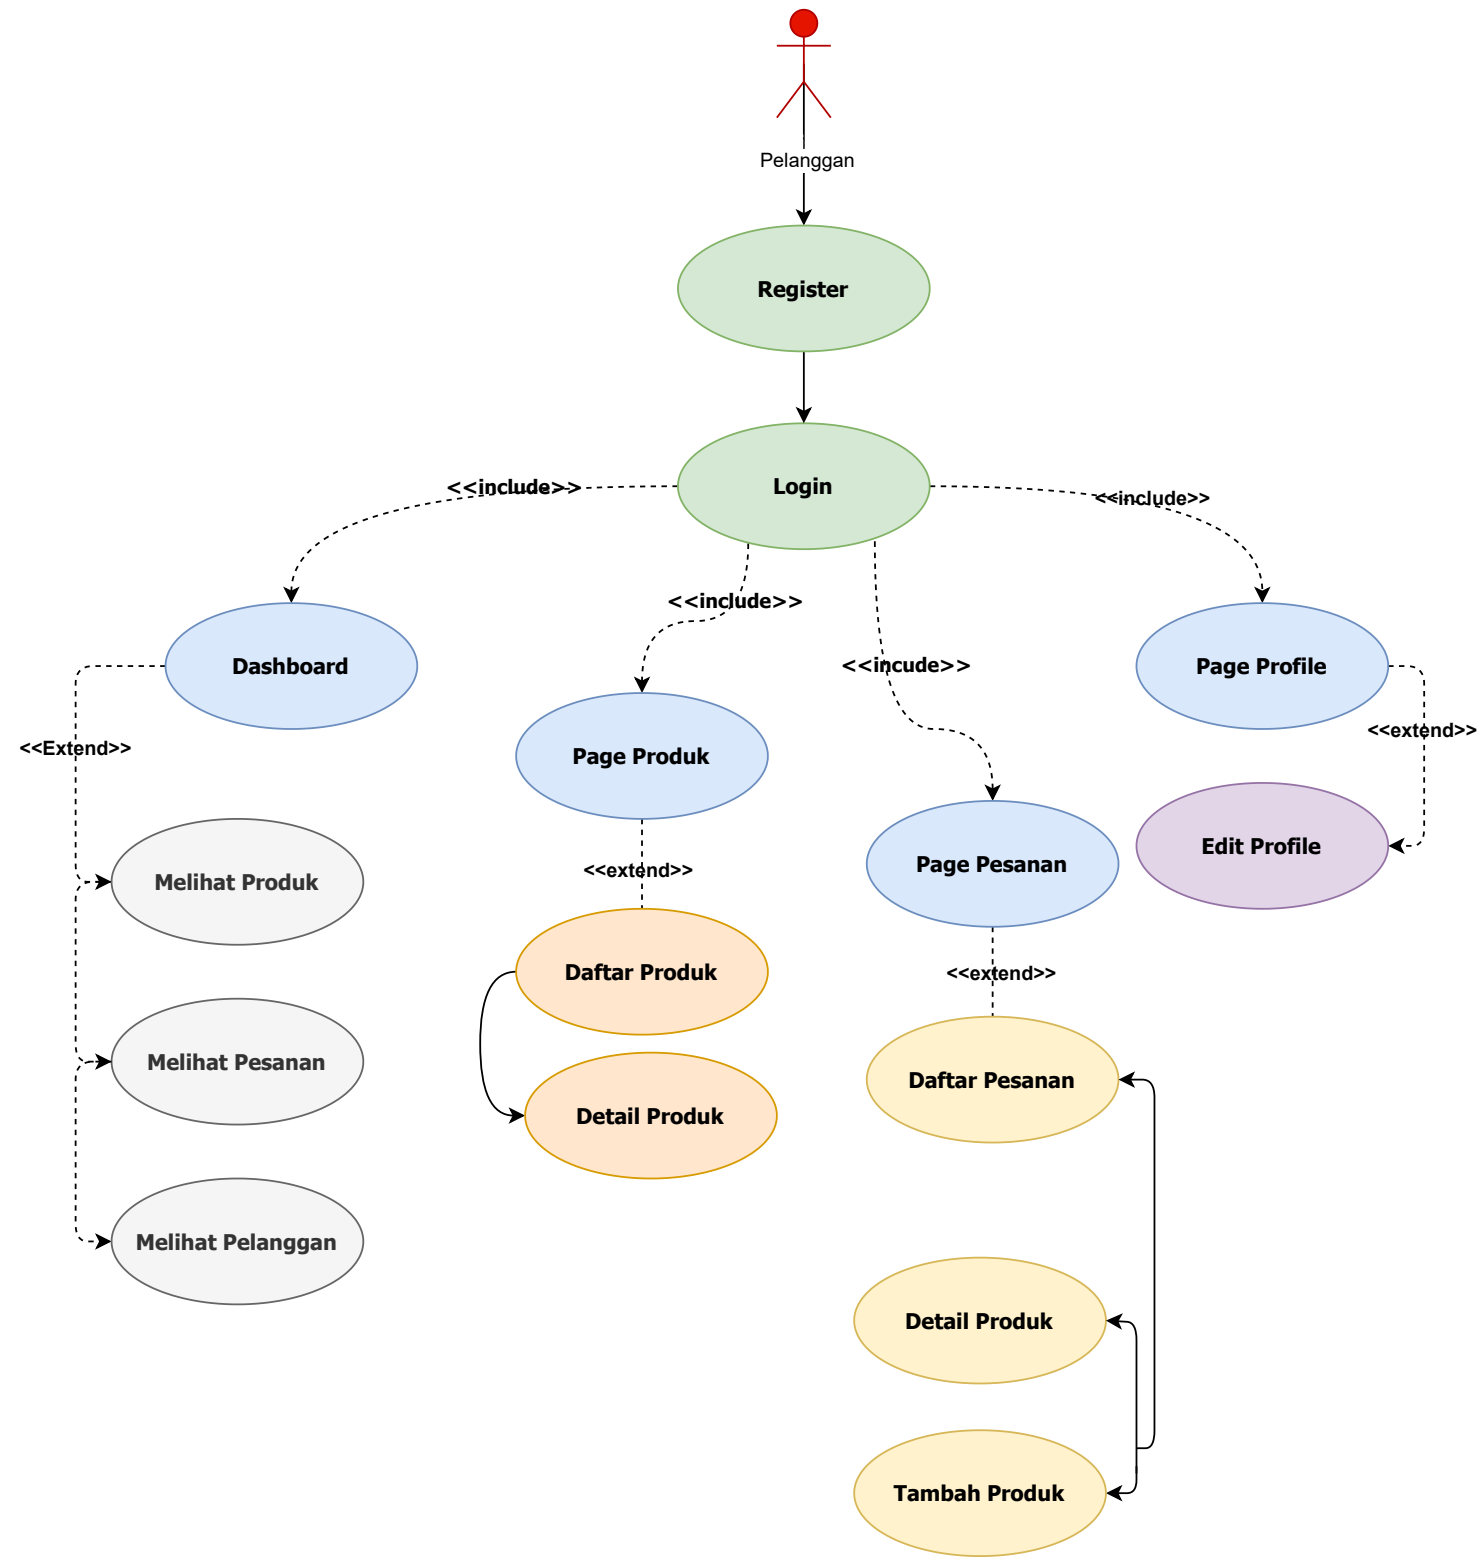 Pelanggan
Register
Login
<<include>>
<<include>>
<<include>>
<<incude>>
Dashboard
Page Profile
<<Extend>>
<<extend>>
Page Produk
Edit Profile
Page Pesanan
<<extend>>
Melihat Produk
Daftar Produk
<<extend>>
Melihat Pesanan
Daftar Pesanan
Detail Produk
Melihat Pelanggan
Detail Produk
Tambah Produk